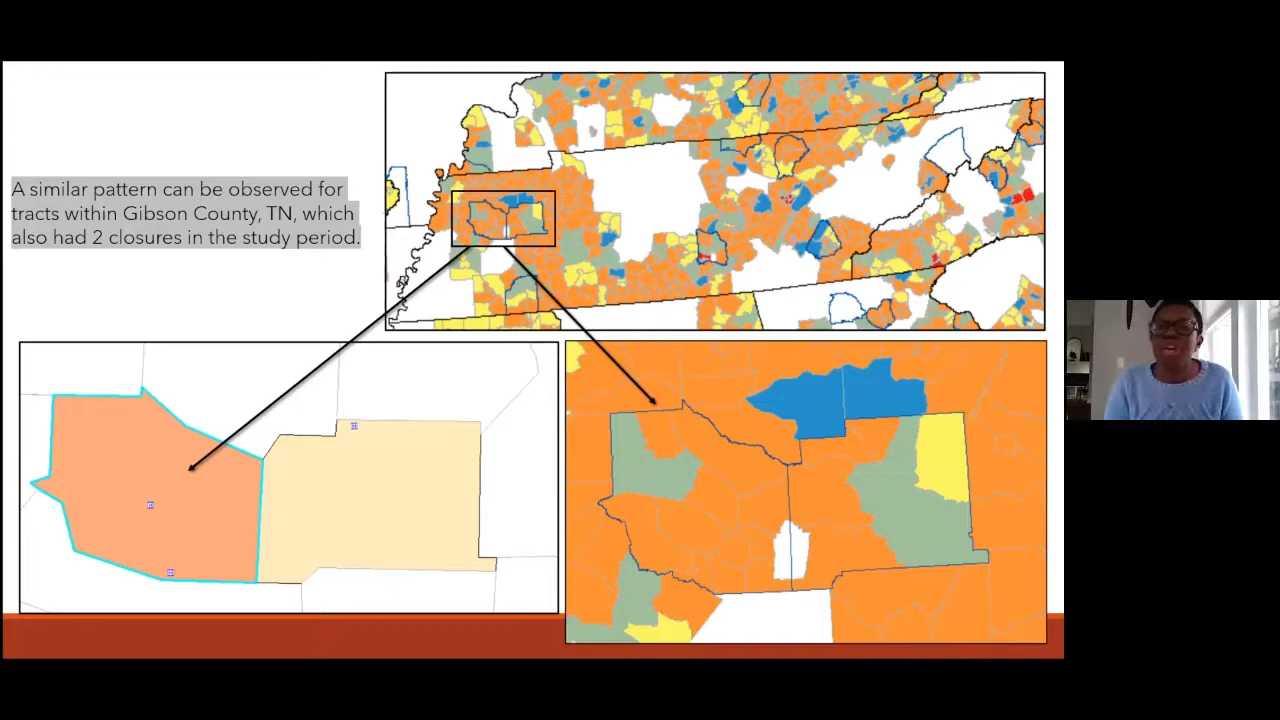 A similar pattern can be observed for
tracts within Gibson County, TN, which
also had 2 closures in the study period.